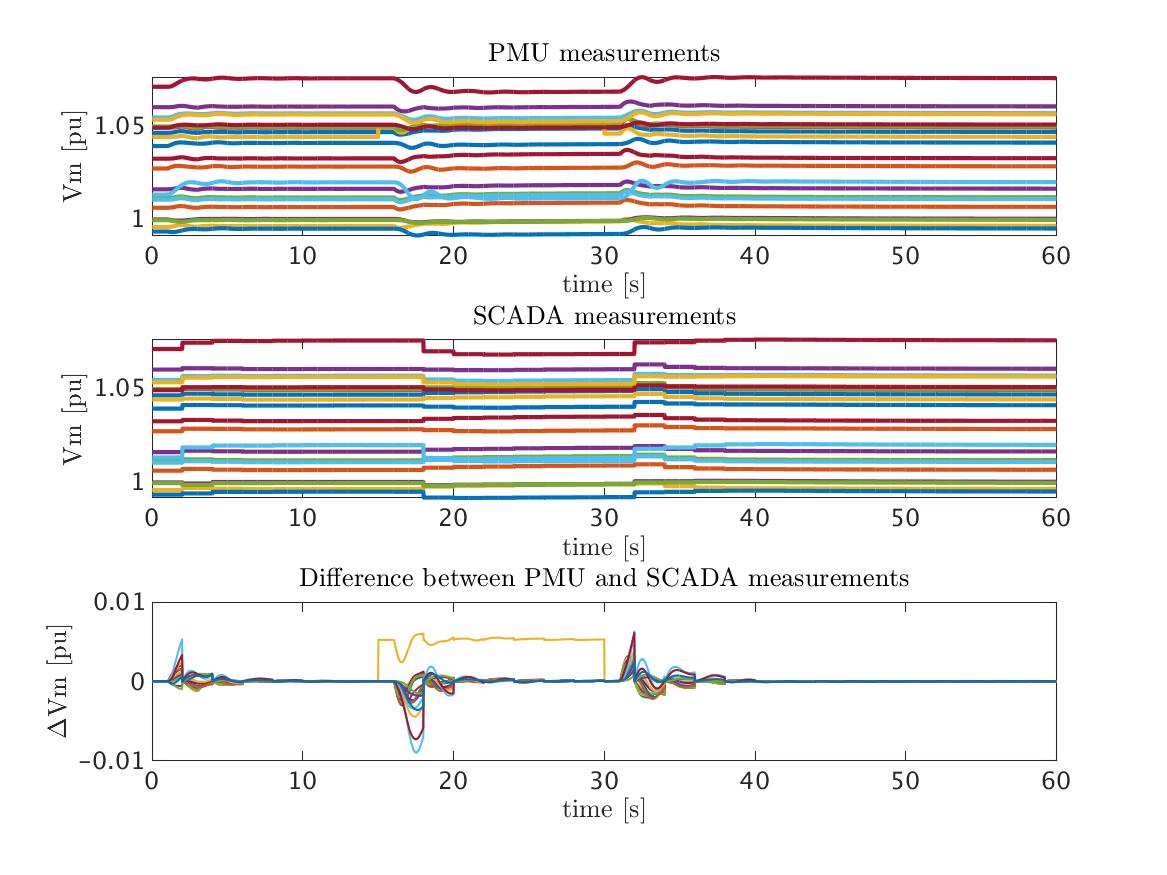 PMU measurements
Vm [pu]
1.05
1
0 10 20 30 40 50 60
time [s]
SCADA measurements
Vm [pu]
1.05
1
0 10 20 30 40 50 60
time [s]
Difference between PMU and SCADA measurements
ΔVm [pu]
0.01
0
-0.01
0 10 20 30 40 50 60
time [s]